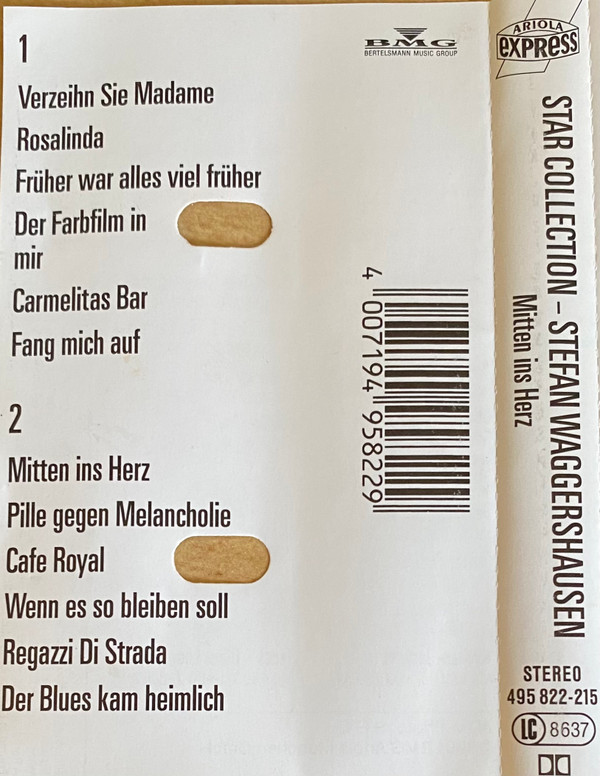 1
Verzeihn Sie Madame
Rosalinda
Früher war alles viel früher
Der Farbfilm in
mir
Carmelitas Bar
Fang mich auf
2
Mitten ins Herz
Pille gegen Melancholie
Cafe Royal
Wenn es so bleiben soll
Regazzi Di Strada
Der Blues kam heimlich
BMG
BERTELSMANN MUSIC GROUP
4 007194 958229
ARIOLA
EXPRESS
STAR COLLECTION – STEFAN WAGGERSHAUSEN
Mitten ins Herz
STEREO
495 822-215
LC 8637